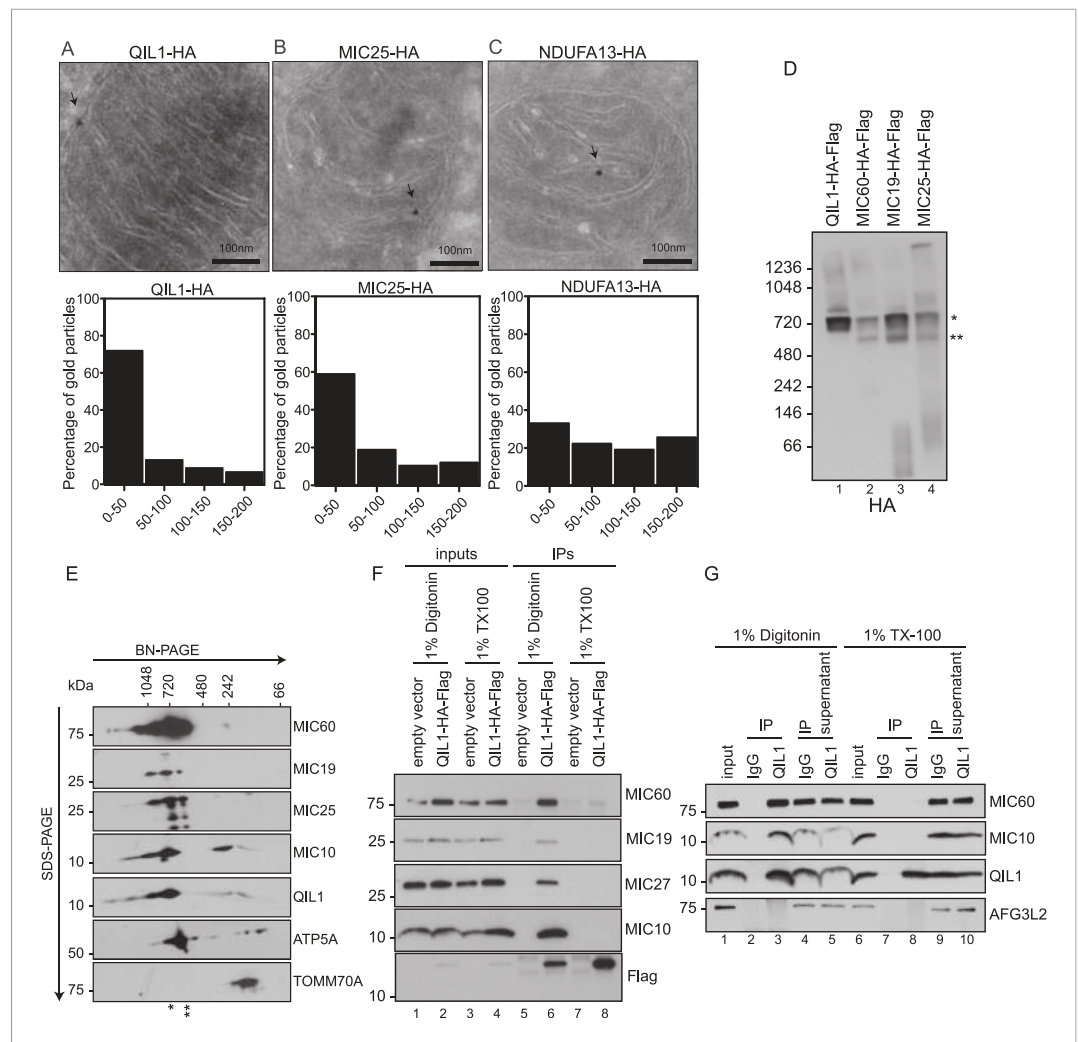 A
QIL1-HA
100nm
B
MIC25-HA
100nm
C
NDUFA13-HA
100nm
QIL1-HA
Percentage of gold particles
100
80
60
40
20
0
0-50
50-100
100-150
150-200
MIC25-HA
Percentage of gold particles
100
80
60
40
20
0
0-50
50-100
100-150
150-200
NDUFA13-HA
Percentage of gold particles
100
80
60
40
20
0
0-50
50-100
100-150
150-200
D
QIL1-HA-Flag
MIC60-HA-Flag
MIC19-HA-Flag
MIC25-HA-Flag
1236
1048
720
480
242
146
66
*
**
1 2 3 4
HA
E
BN-PAGE
kDa
1048 720 480 242 66
SDS-PAGE
75 MIC60
25 MIC19
25 MIC25
10 MIC10
10 QIL1
50 ATP5A
75 TOMM70A
* **
F
inputs IPs
1% Digitonin 1% TX100 1% Digitonin 1% TX100
empty vector QIL1-HA-Flag empty vector QIL1-HA-Flag empty vector QIL1-HA-Flag empty vector QIL1-HA-Flag
75 MIC60
25 MIC19
25 MIC27
10 MIC10
10 Flag
1 2 3 4 5 6 7 8
G
1% Digitonin 1% TX-100
IP IP supernatant IP IP supernatant
input IgG QIL1 IgG QIL1 input IgG QIL1 IgG QIL1
75 MIC60
10 MIC10
10 QIL1
75 AFG3L2
1 2 3 4 5 6 7 8 9 10